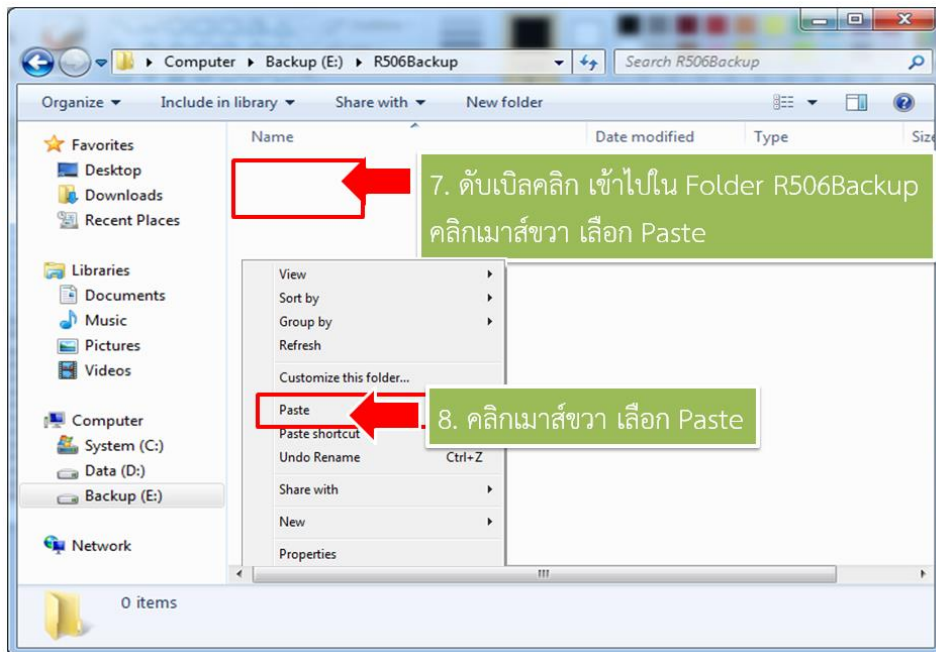 Computer ▸ Backup (E:) ▸ R506Backup
Search R506Backup
Organize ▾ Include in library ▾ Share with ▾ New folder
Name Date modified Type Size
Favorites
Desktop
Downloads
Recent Places
7. ดับเบิลคลิก เข้าไปใน Folder R506Backup
คลิกเมาส์ขวา เลือก Paste
Libraries
Documents
Music
Pictures
Videos
Computer
System (C:)
Data (D:)
Backup (E:)
Network
View
Sort by
Group by
Refresh
Customize this folder...
Paste
8. คลิกเมาส์ขวา เลือก Paste
Paste shortcut
Undo Rename Ctrl+Z
Share with
New
Properties
0 items